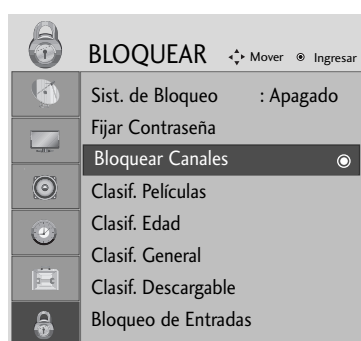 BLOQUEAR Mover Ingresar
Sist. de Bloqueo : Apagado
Fijar Contraseña
Bloquear Canales
Clasif. Películas
Clasif. Edad
Clasif. General
Clasif. Descargable
Bloqueo de Entradas